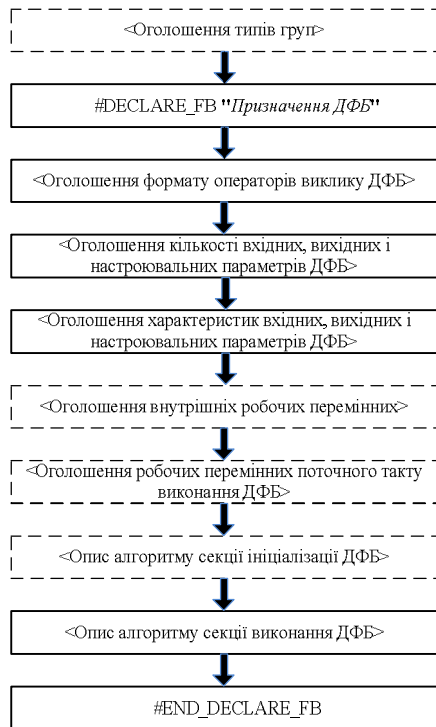 <Оголошення типів груп>
#DECLARE_FB "Призначення ДФБ"
<Оголошення формату операторів виклику ДФБ>
<Оголошення кількості вхідних, вихідних і
настроювальних параметрів ДФБ>
<Оголошення характеристик вхідних, вихідних і
настроювальних параметрів ДФБ>
<Оголошення внутрішніх робочих перемінних>
<Оголошення робочих перемінних поточного такту
виконання ДФБ>
<Опис алгоритму секції ініціалізації ДФБ>
<Опис алгоритму секції виконання ДФБ>
#END_DECLARE_FB